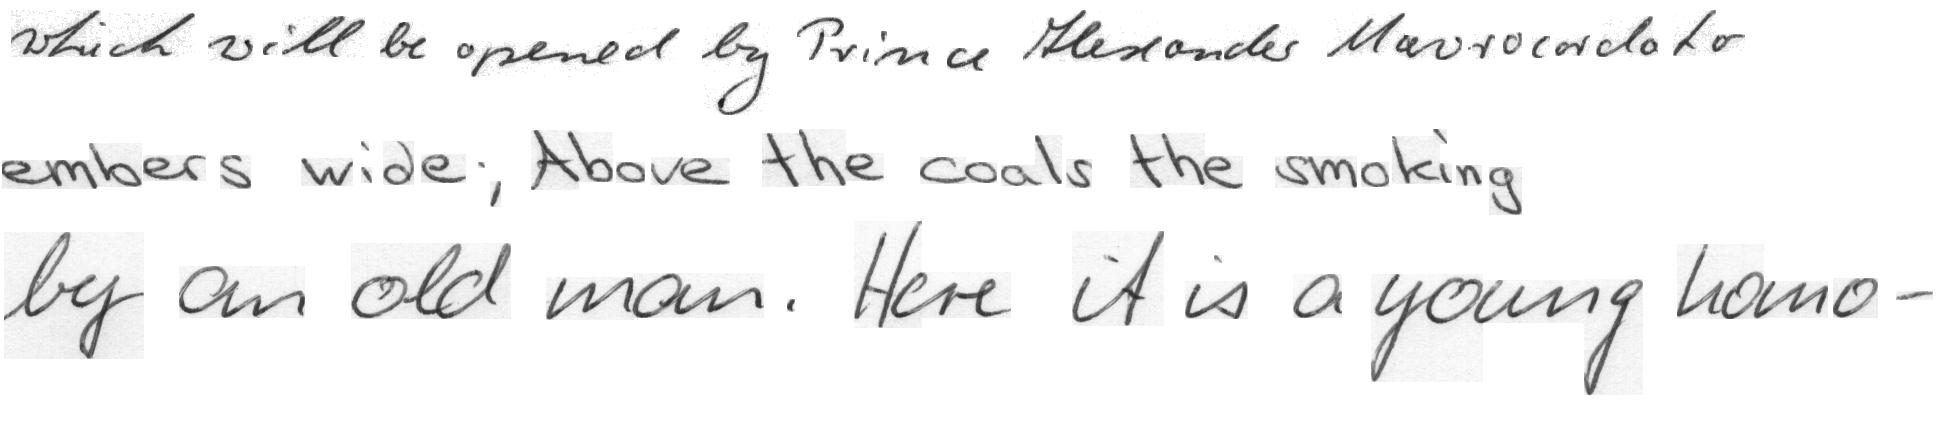 which will be opened by Prince Alexander Mavrocordato
embers wide; Above the coals the smoking
by an old man. Here it is a young homo-